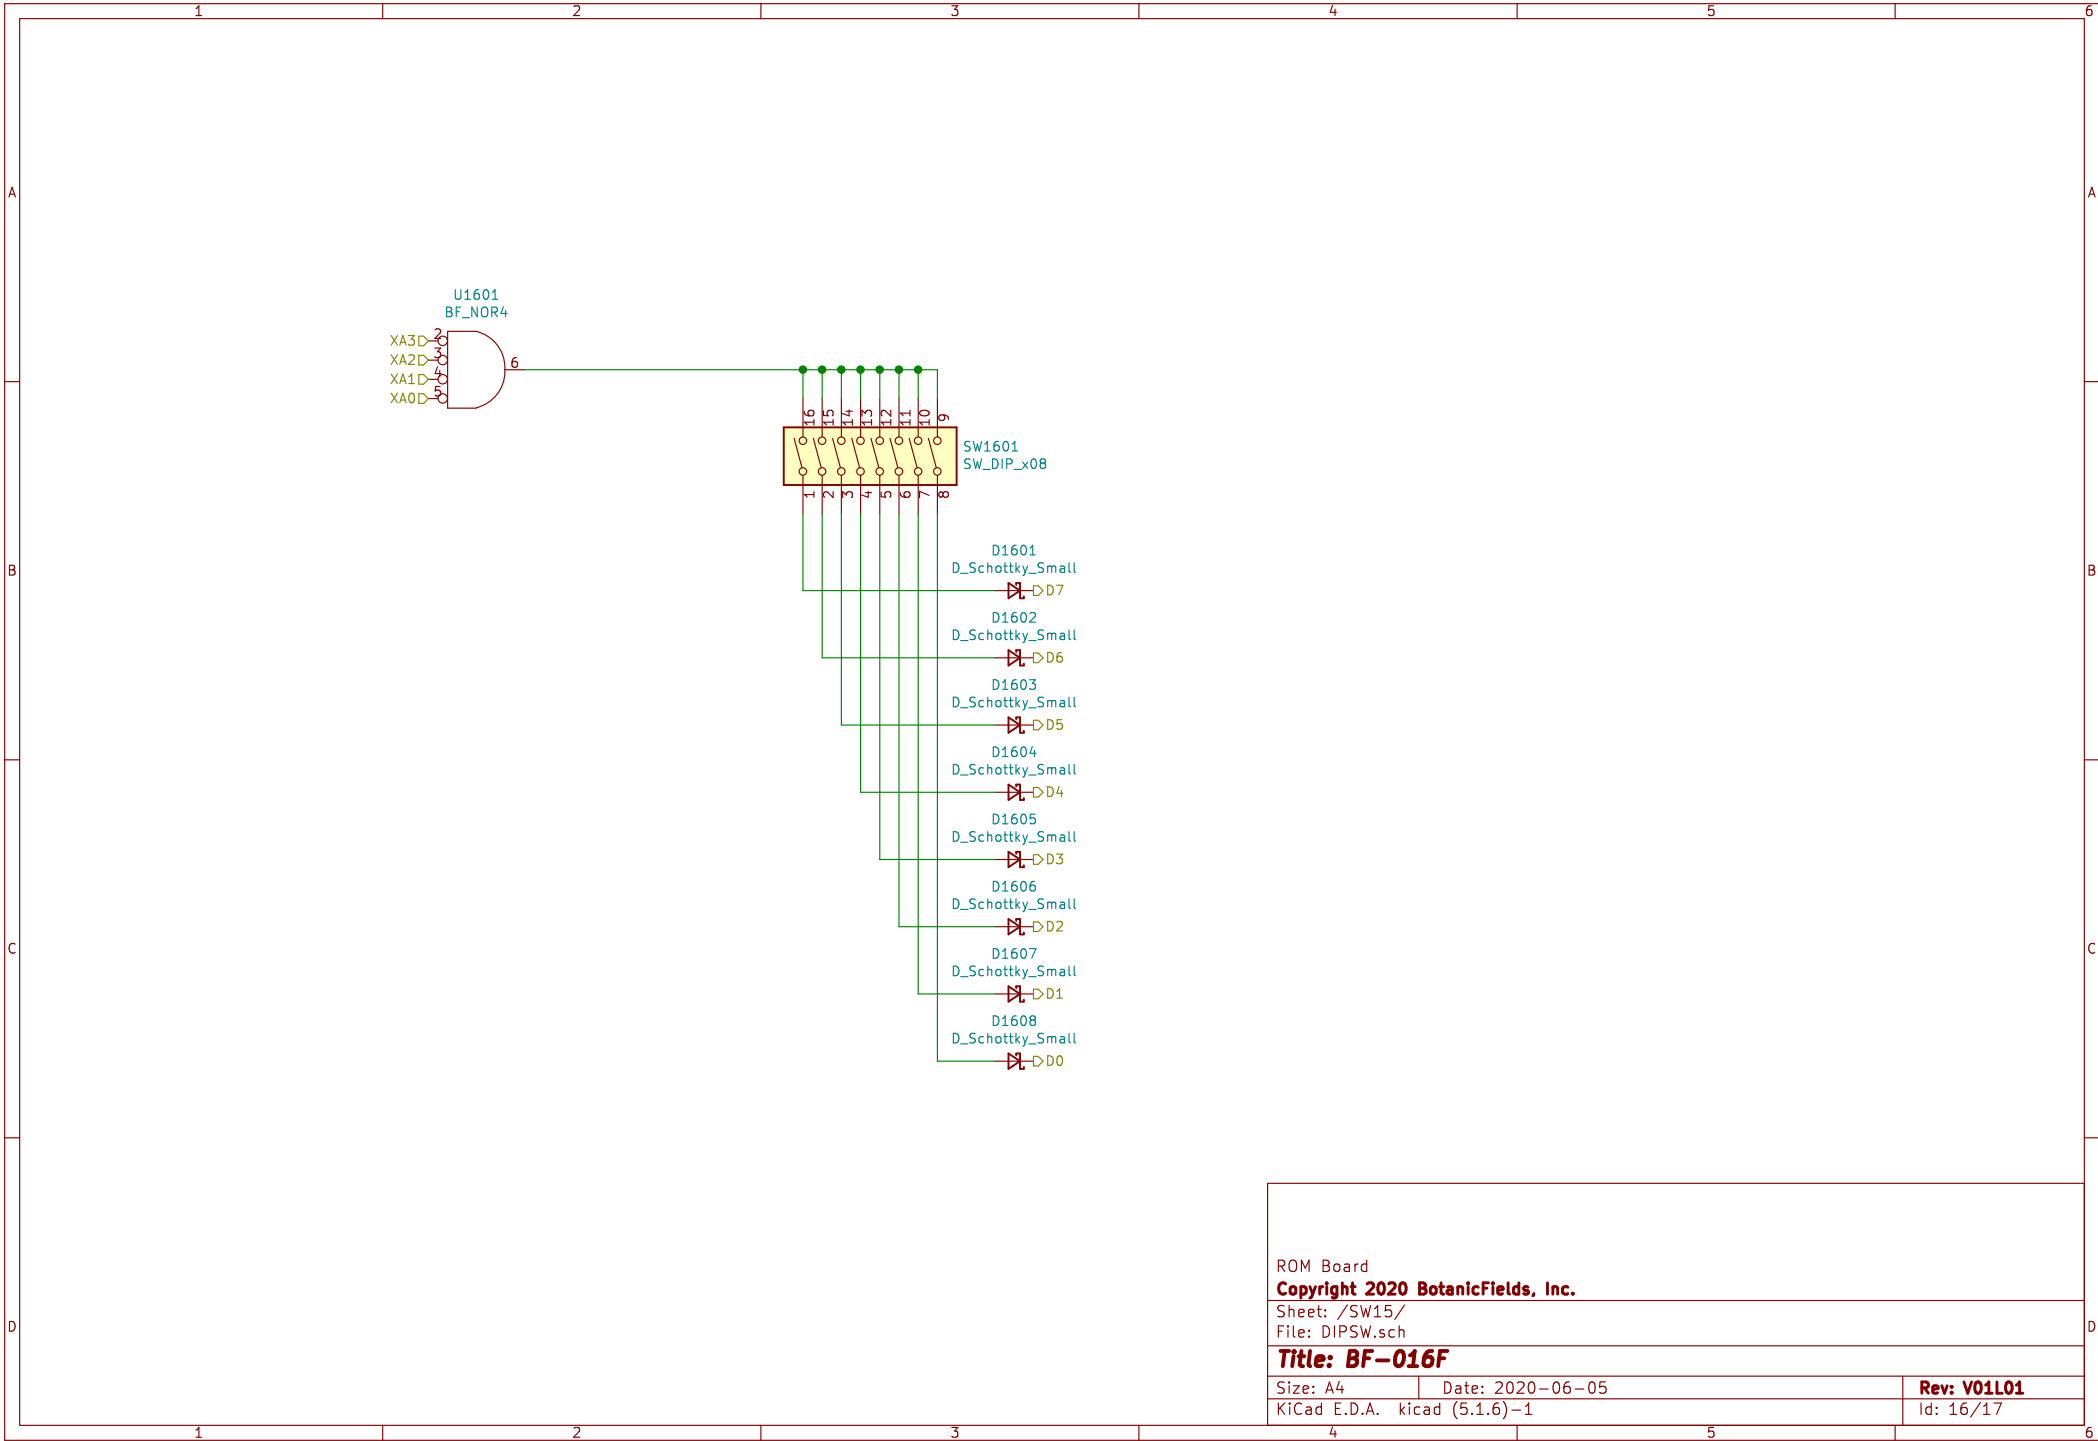 1 2 3 4 5 6
A A
U1601
BF_NOR4
XA3 2
XA2 3
XA1 4
XA0 5
6
16 15 14 13 12 11 10 9
SW1601
SW_DIP_x08
1 2 3 4 5 6 7 8
D1601
D_Schottky_Small
D7
B B
D1602
D_Schottky_Small
D6
D1603
D_Schottky_Small
D5
D1604
D_Schottky_Small
D4
D1605
D_Schottky_Small
D3
D1606
D_Schottky_Small
D2
C C
D1607
D_Schottky_Small
D1
D1608
D_Schottky_Small
D0
ROM Board
Copyright 2020 BotanicFields, Inc.
Sheet: /SW15/
File: DIPSW.sch
D D
Title: BF-016F
Size: A4 Date: 2020-06-05 Rev: V01L01
KiCad E.D.A. kicad (5.1.6)-1 Id: 16/17
1 2 3 4 5 6